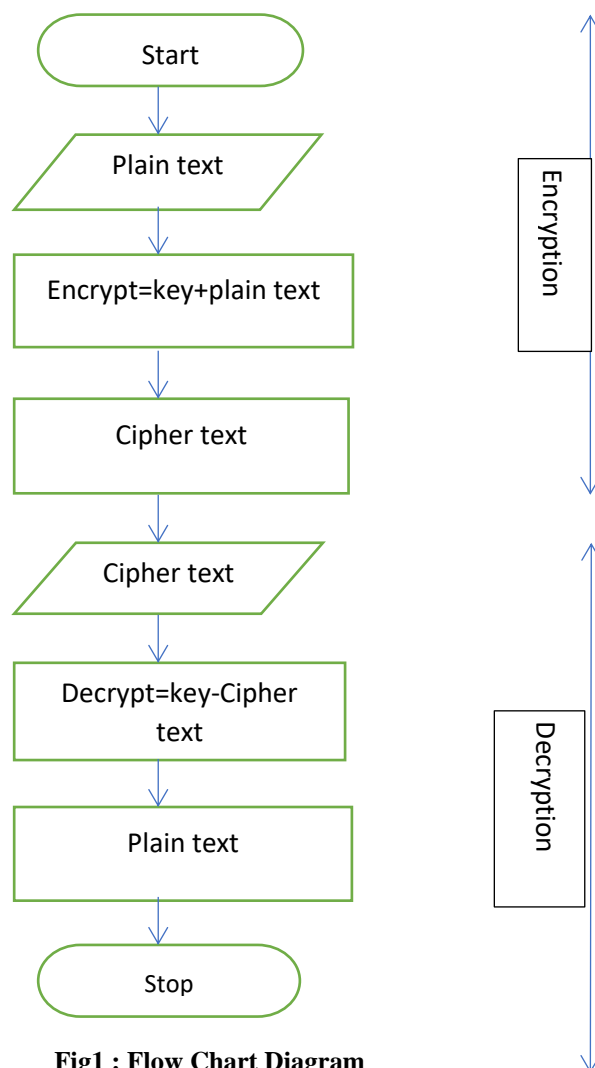 Start
Plain text
Encrypt=key+plain text
Cipher text
Encryption
Cipher text
Decrypt=key-Cipher
text
Plain text
Decryption
Stop
Fig1 : Flow Chart Diagram